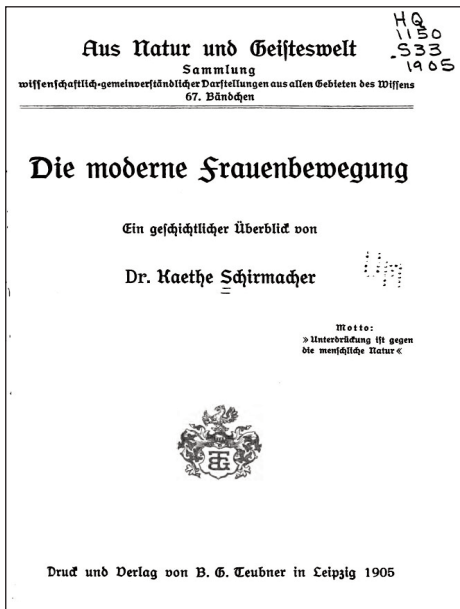 HQ
1150
.S33
1905
Aus Natur und Geisteswelt
Sammlung
wissenschaftlich-gemeinverständlicher Darstellungen aus allen Gebieten des Wissens
67. Bändchen
Die moderne Frauenbewegung
Ein geschichtlicher Überblick von
Dr. Kaethe Schirmacher
Motto:
»Unterdrückung ist gegen
die menschliche Natur«
Druck und Verlag von B. G. Teubner in Leipzig 1905